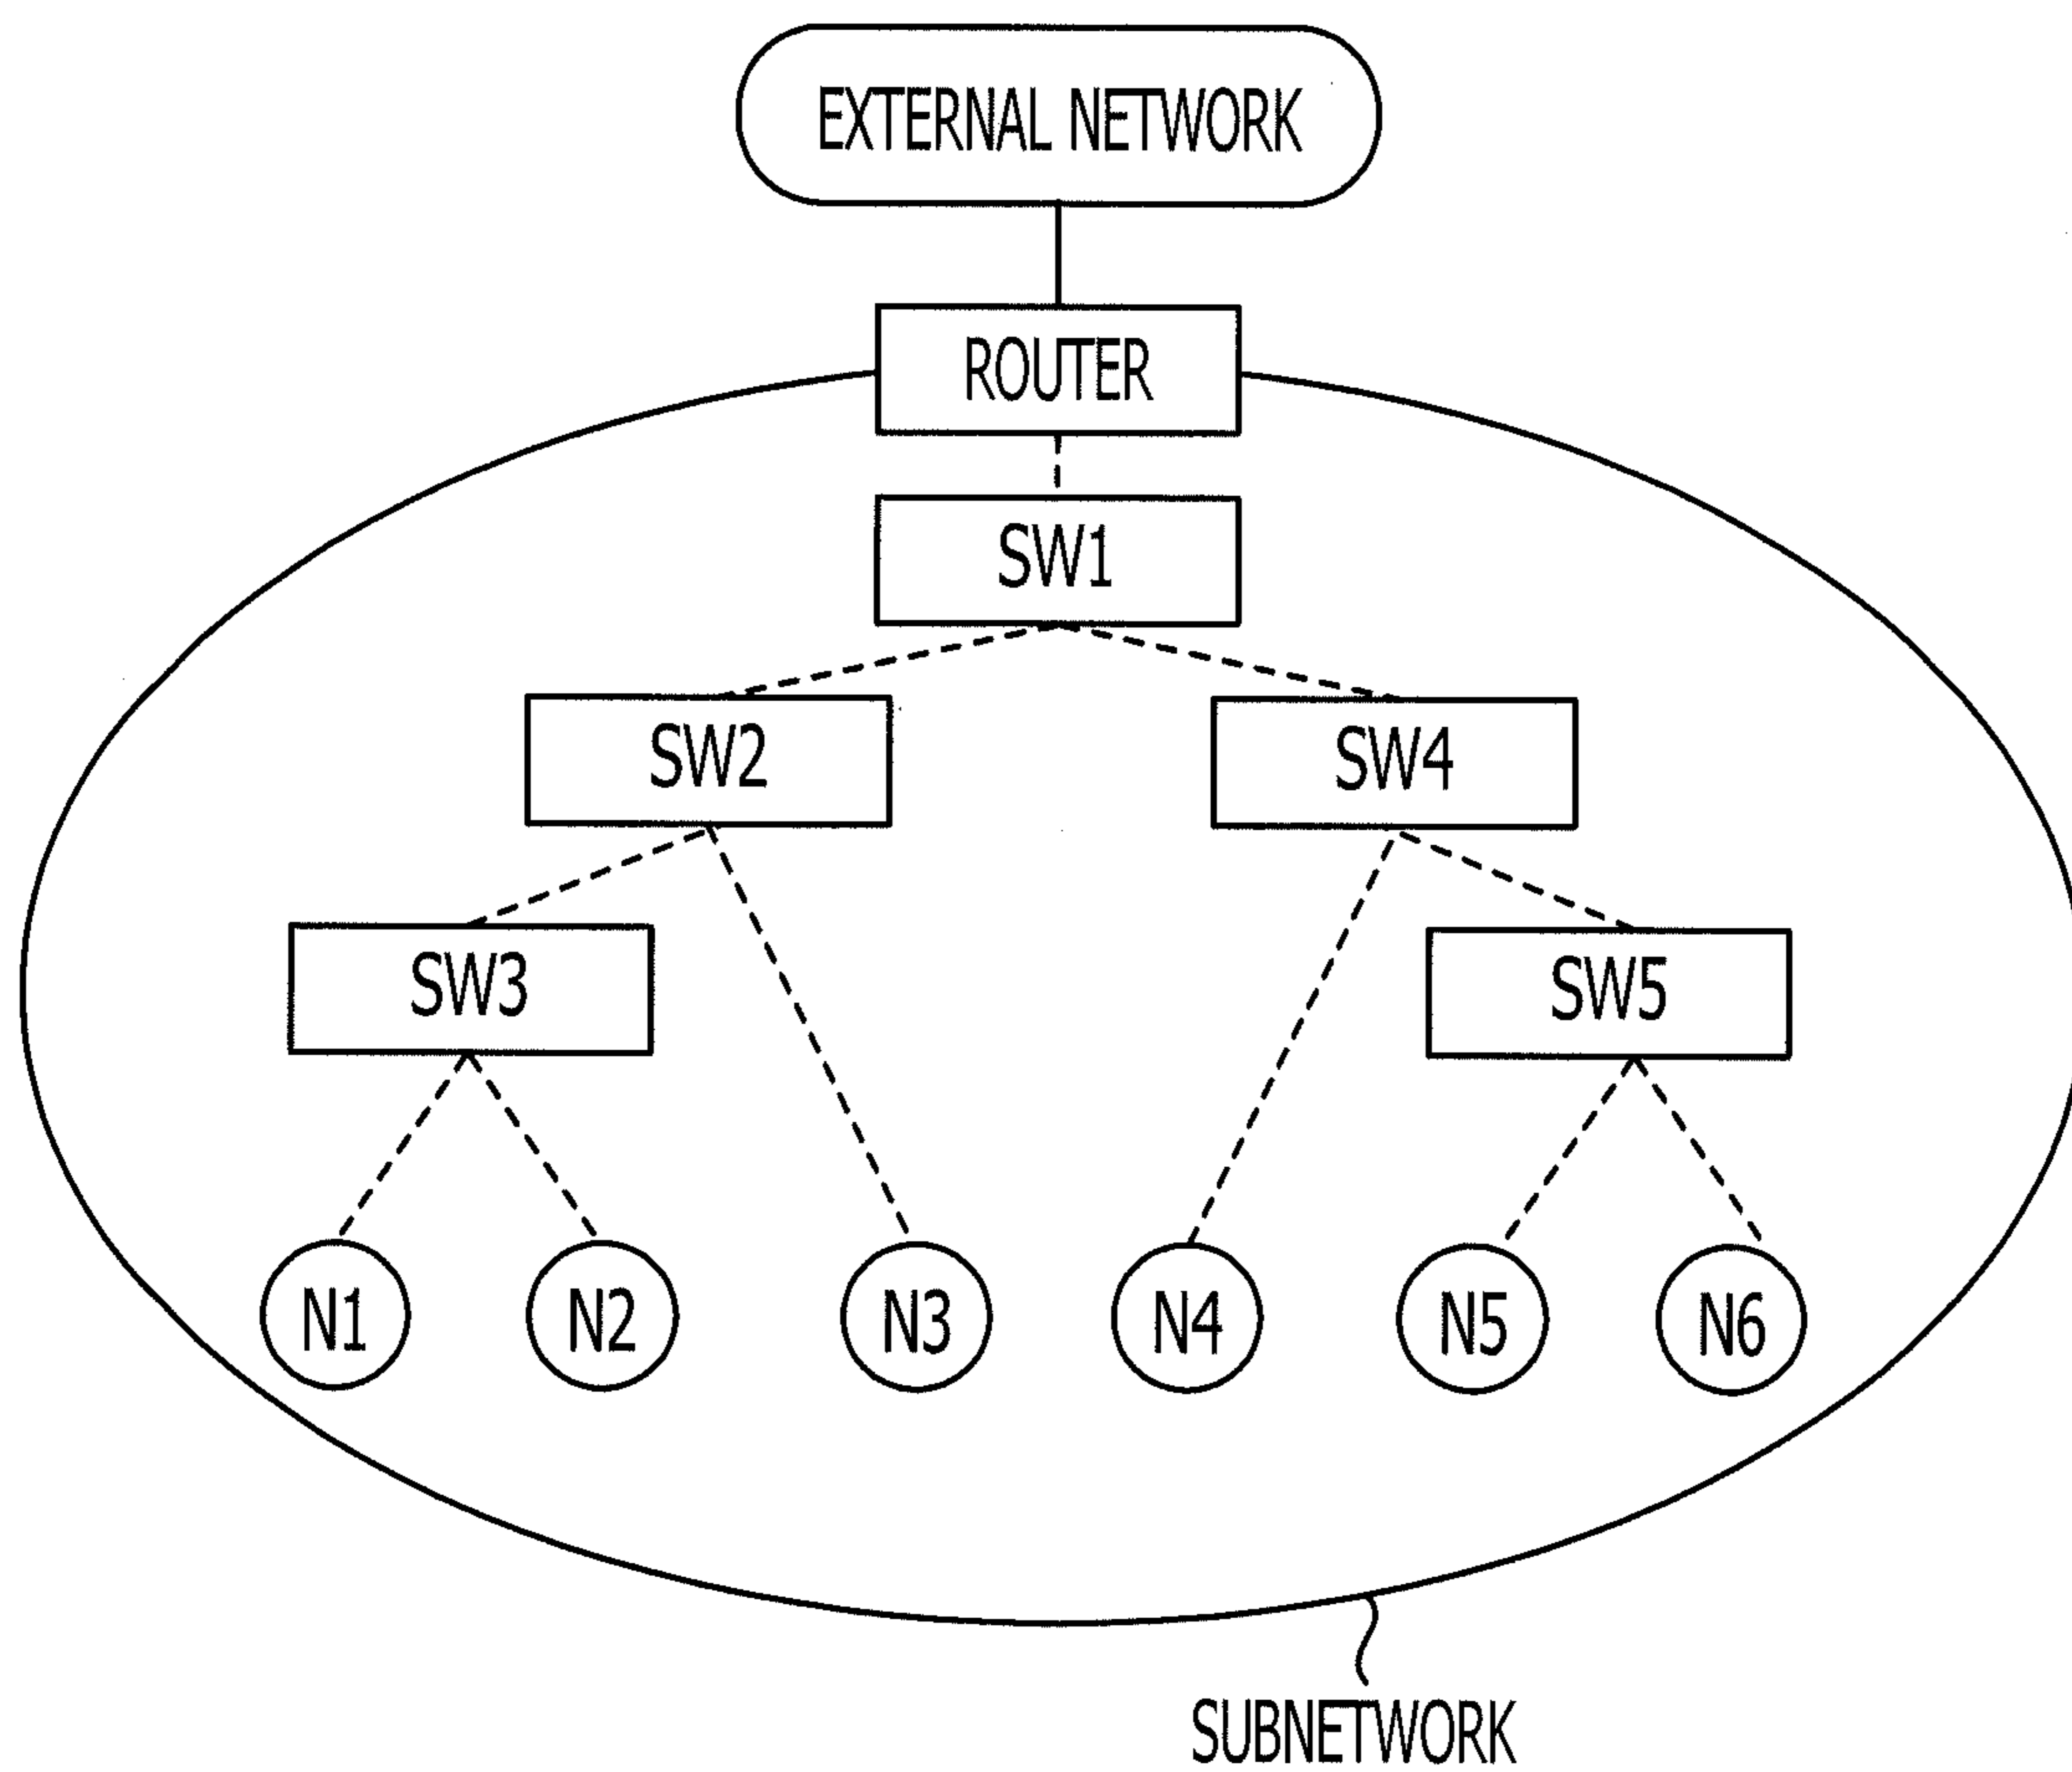 EXTERNAL NETWORK
ROUTER
SW1
SW2
SW4
SW3
SW5
N1
N2
N3
N4
N5
N6
SUBNETWORK